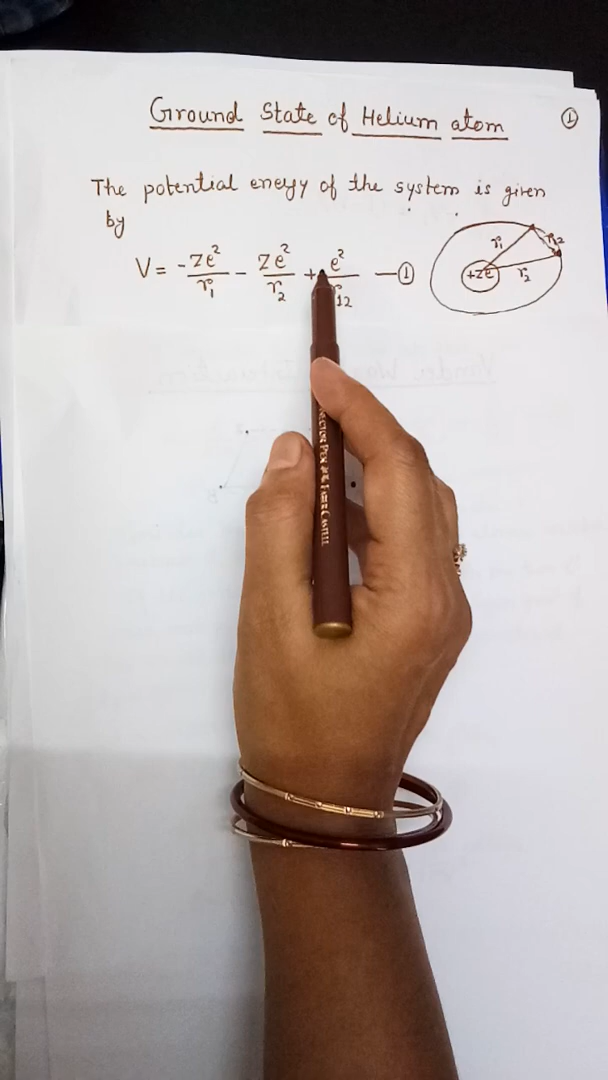 Ground State of Helium atom
①
The potential enegy of the system is given
by
V = -Ze²/r₁ - Ze²/r₂ + e²/r₁₂ — ①
r₁
r₁₂
+Ze
r₂